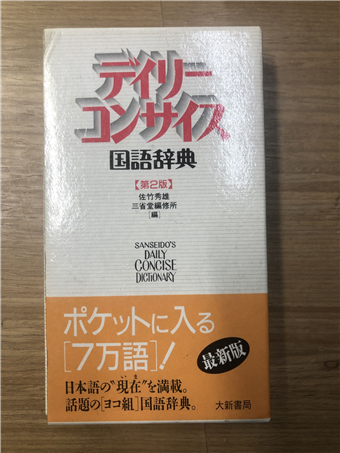 デイリー
コンサイス
国語辞典
【第2版】
佐竹秀雄
三省堂編修所
[編]
SANSEIDO'S
DAILY
CONCISE
DICTIONARY
ポケットに入る
[7万語]!
最新版
日本語の“現在”を満載。
いま
話題の[ヨコ組]国語辞典。
大新書局